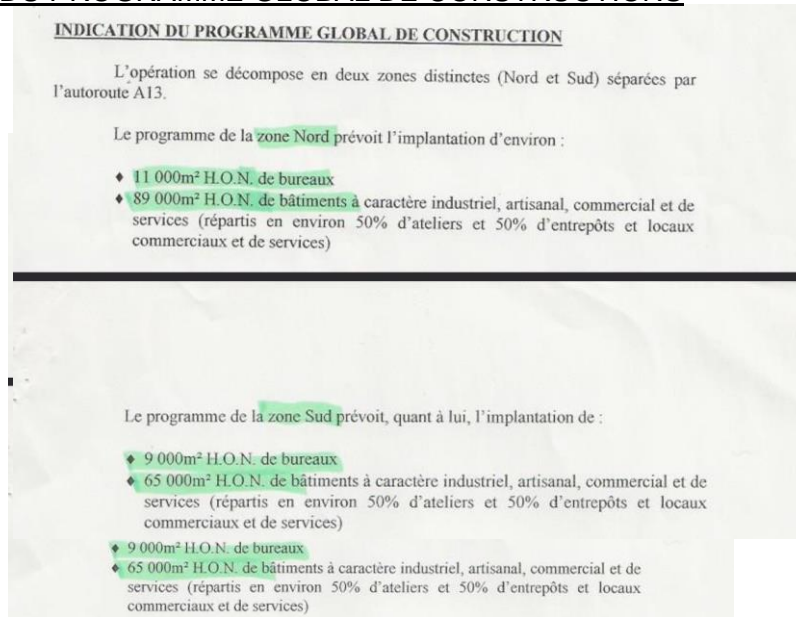 DU PROGRAMME GLOBAL DE CONSTRUCTIONS
INDICATION DU PROGRAMME GLOBAL DE CONSTRUCTION
L'opération se décompose en deux zones distinctes (Nord et Sud) séparées par
l'autoroute A13.
Le programme de la zone Nord prévoit l'implantation d'environ :
♦ 11 000m² H.O.N. de bureaux
♦ 89 000m² H.O.N. de bâtiments à caractère industriel, artisanal, commercial et de
services (répartis en environ 50% d'ateliers et 50% d'entrepôts et locaux
commerciaux et de services)
Le programme de la zone Sud prévoit, quant à lui, l'implantation de :
♦ 9 000m² H.O.N. de bureaux
♦ 65 000m² H.O.N. de bâtiments à caractère industriel, artisanal, commercial et de
services (répartis en environ 50% d'ateliers et 50% d'entrepôts et locaux
commerciaux et de services)
♦ 9 000m² H.O.N. de bureaux
♦ 65 000m² H.O.N. de bâtiments à caractère industriel, artisanal, commercial et de
services (répartis en environ 50% d'ateliers et 50% d'entrepôts et locaux
commerciaux et de services)